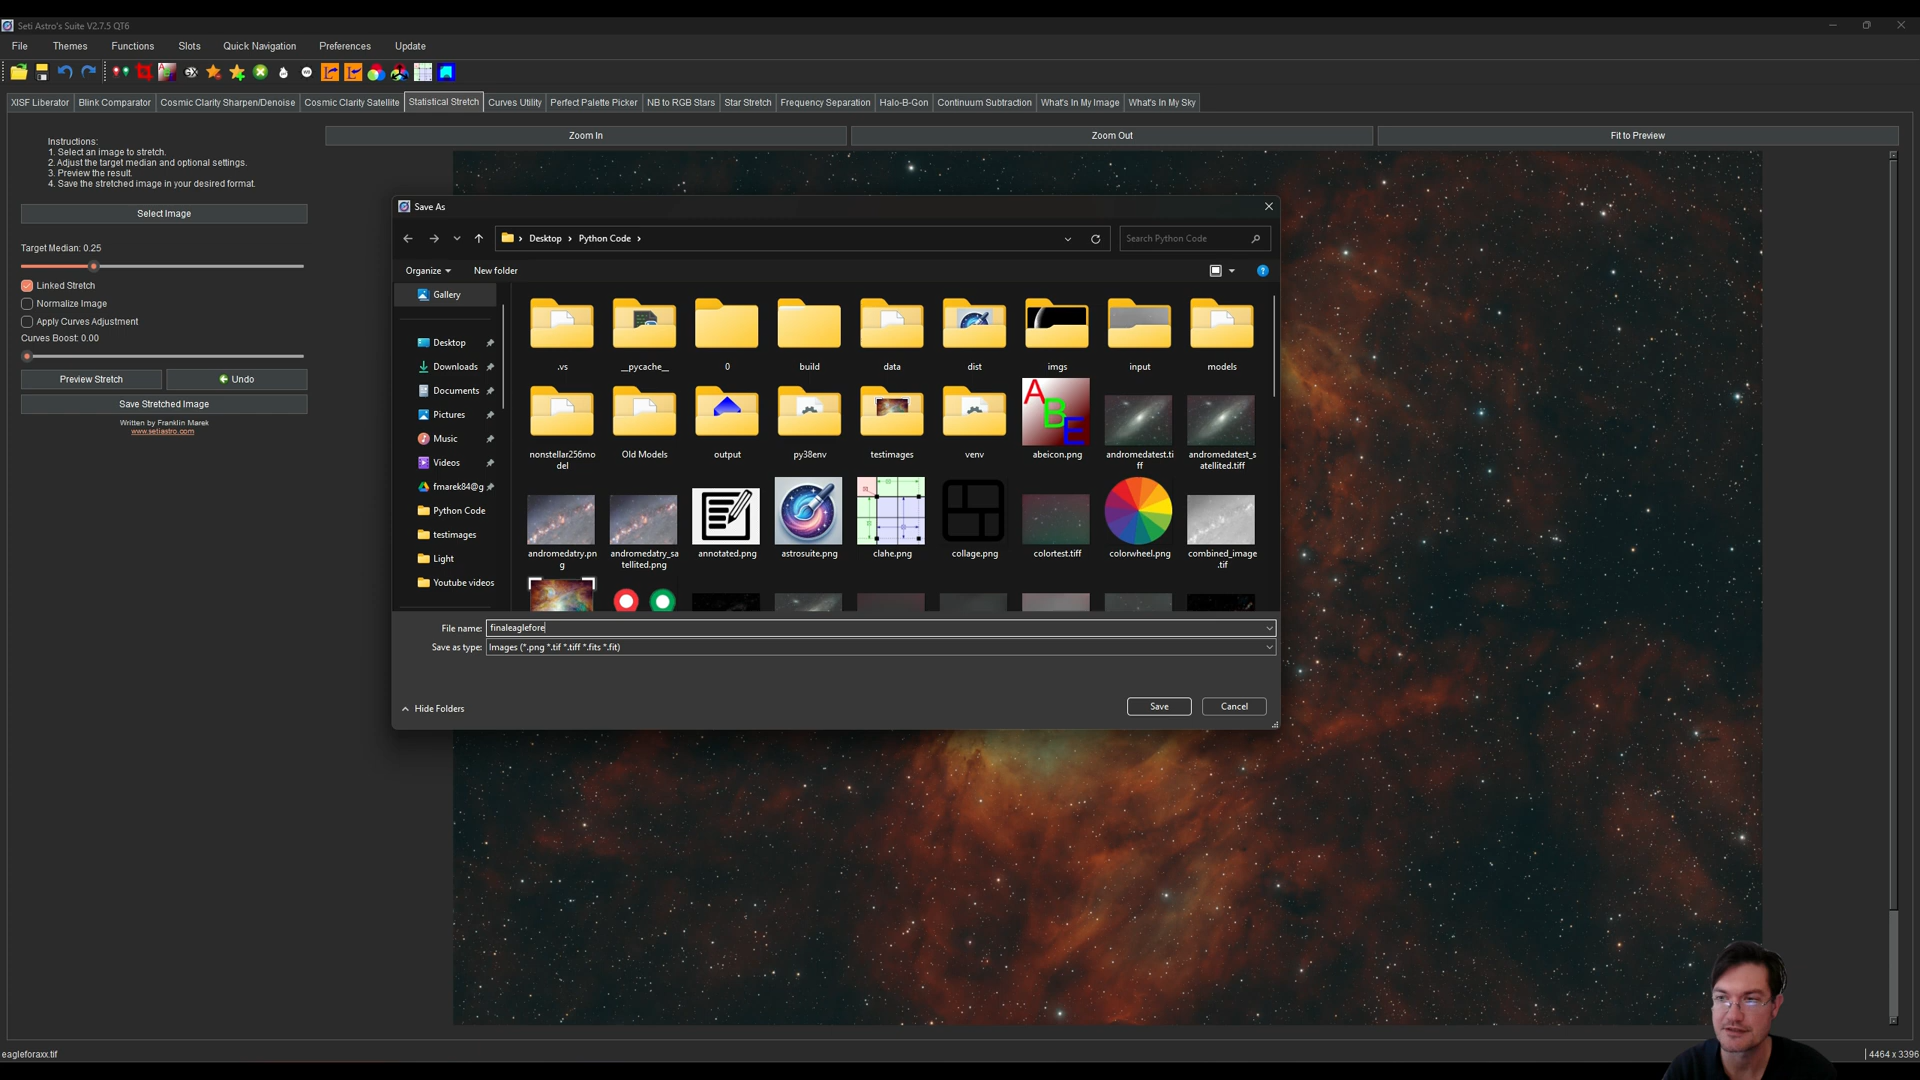 Seti Astro's Suite V2.7.5 QT6
File Themes Functions Slots Quick Navigation Preferences Update
XISF Liberator Blink Comparator Cosmic Clarity Sharpen/Denoise Cosmic Clarity Satellite Statistical Stretch Curves Utility Perfect Palette Picker NB to RGB Stars Star Stretch Frequency Separation Halo-B-Gon Continuum Subtraction What's In My Image What's In My Sky
Instructions:
1. Select an image to stretch.
2. Adjust the target median and optional settings.
3. Preview the result.
4. Save the stretched image in your desired format.
Select Image
Target Median: 0.25
Linked Stretch
Normalize Image
Apply Curves Adjustment
Curves Boost: 0.00
Preview Stretch Undo
Save Stretched Image
Written by Franklin Marek
www.setiastro.com
Zoom In Zoom Out Fit to Preview
Save As
Desktop Python Code
Search Python Code
Organize New folder
Gallery
Desktop
Downloads
Documents
Pictures
Music
Videos
fmarek84@g
Python Code
testimages
Light
Youtube videos
.vs __pycache__ 0 build data dist imgs input models
A
B
E
nonstellar256mo
del
Old Models output py38env testimages venv abeicon.png
andromedatest.ti
ff
andromedatest_s
atellited.tiff
andromedatry.pn
g
andromedatry_sa
tellited.png
annotated.png astrosuite.png clahe.png collage.png colortest.tiff colorwheel.png
combined_image
.tif
File name: finaleaglefore
Save as type: Images (*.png *.tif *.tiff *.fits *.fit)
Hide Folders
Save Cancel
eagleforaxx.tif
4464 x 3396